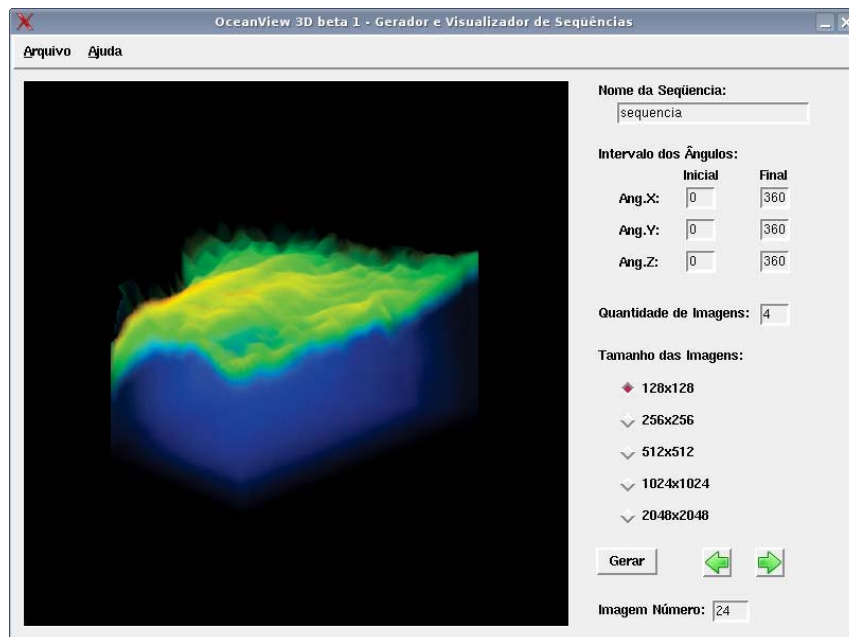 OceanView 3D beta 1 - Gerador e Visualizador de Seqüências
Arquivo Ajuda
Nome da Seqüencia:
sequencia
Intervalo dos Ângulos:
Inicial Final
Ang.X: 0 360
Ang.Y: 0 360
Ang.Z: 0 360
Quantidade de Imagens: 4
Tamanho das Imagens:
128x128
256x256
512x512
1024x1024
2048x2048
Gerar
Imagem Número: 24